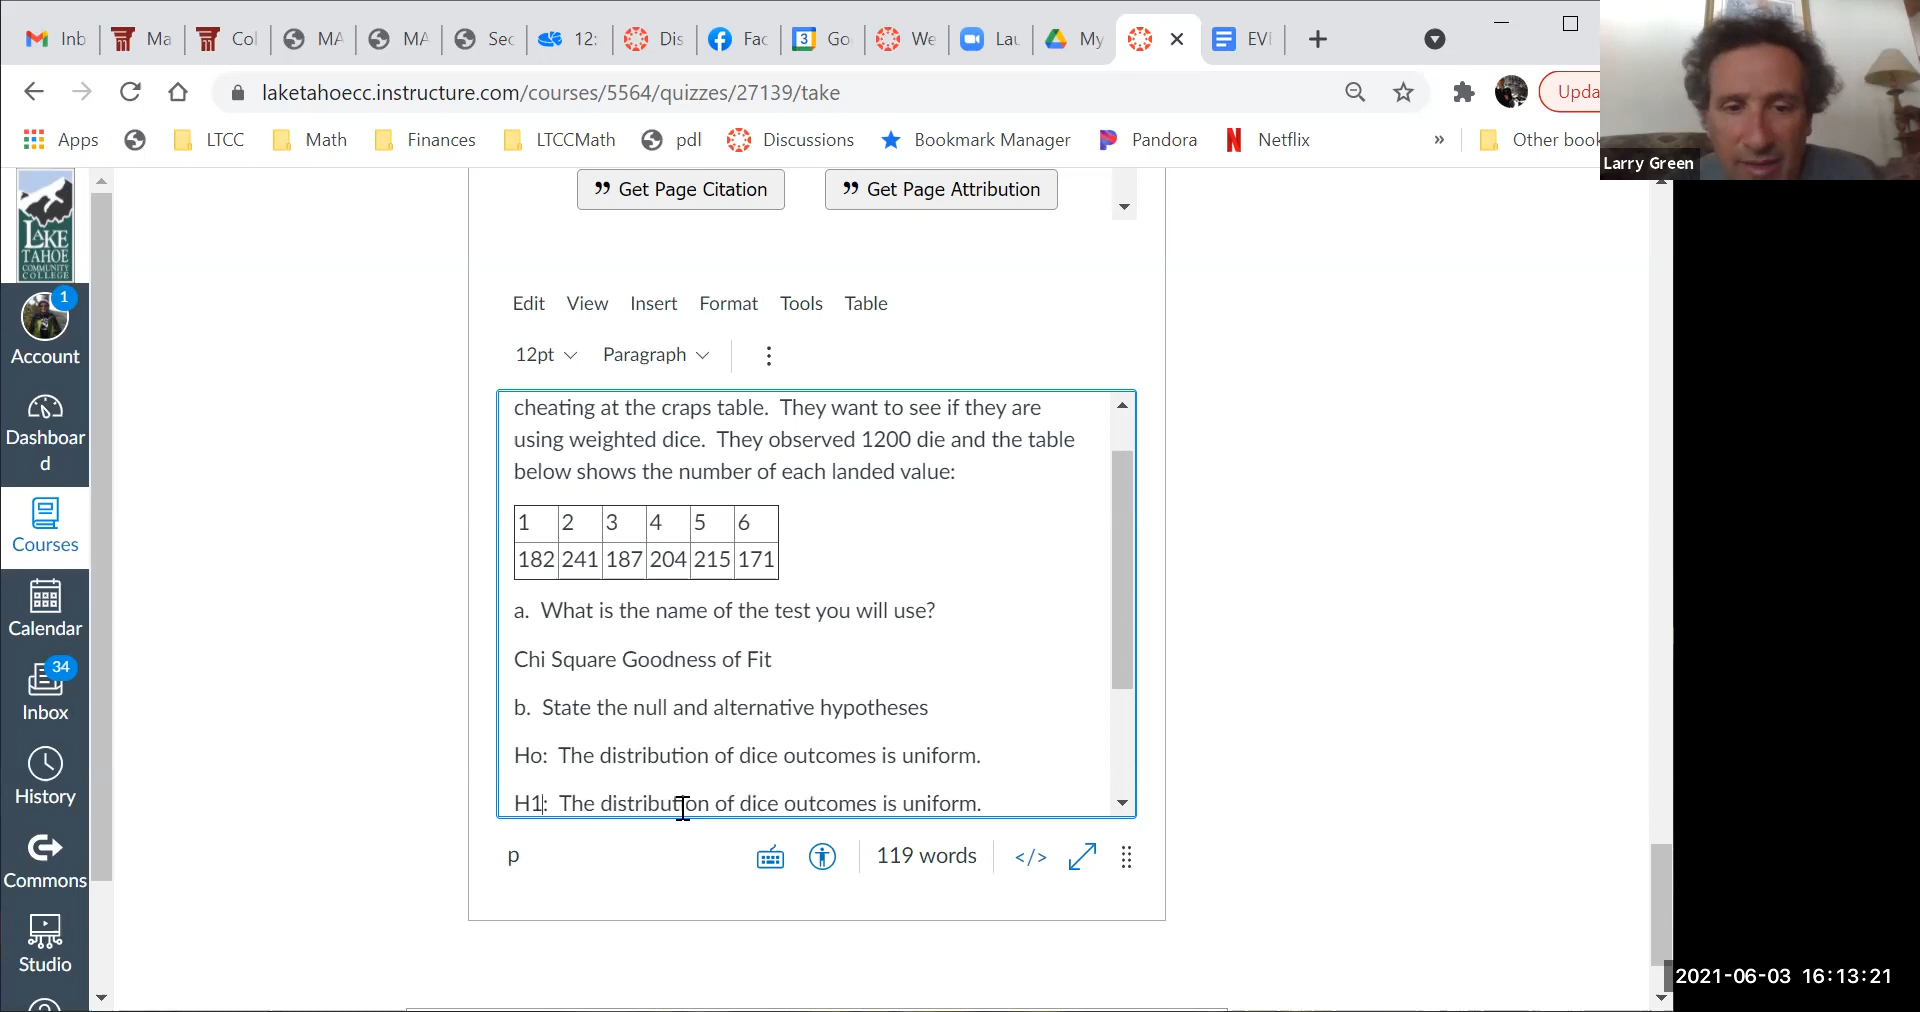 Inb
Ma
Col
MA
MA
Sec
12:
Dis
Fac
3
Go
We
Lau
My
EVI
laketahoecc.instructure.com/courses/5564/quizzes/27139/take
Upda
Apps
LTCC
Math
Finances
LTCCMath
pdl
Discussions
Bookmark Manager
Pandora
Netflix
»
Other book
Larry Green
LAKE
TAHOE
COMMUNITY
COLLEGE
1
Account
Dashboar
d
Courses
Calendar
34
Inbox
History
Commons
Studio
Get Page Citation
Get Page Attribution
Edit View Insert Format Tools Table
12pt Paragraph
cheating at the craps table.  They want to see if they are
using weighted dice.  They observed 1200 die and the table
below shows the number of each landed value:
1 2 3 4 5 6
182 241 187 204 215 171
a.  What is the name of the test you will use?
Chi Square Goodness of Fit
b.  State the null and alternative hypotheses
Ho:  The distribution of dice outcomes is uniform.
H1:  The distribution of dice outcomes is uniform.
p
119 words
</>
2021-06-03 16:13:21